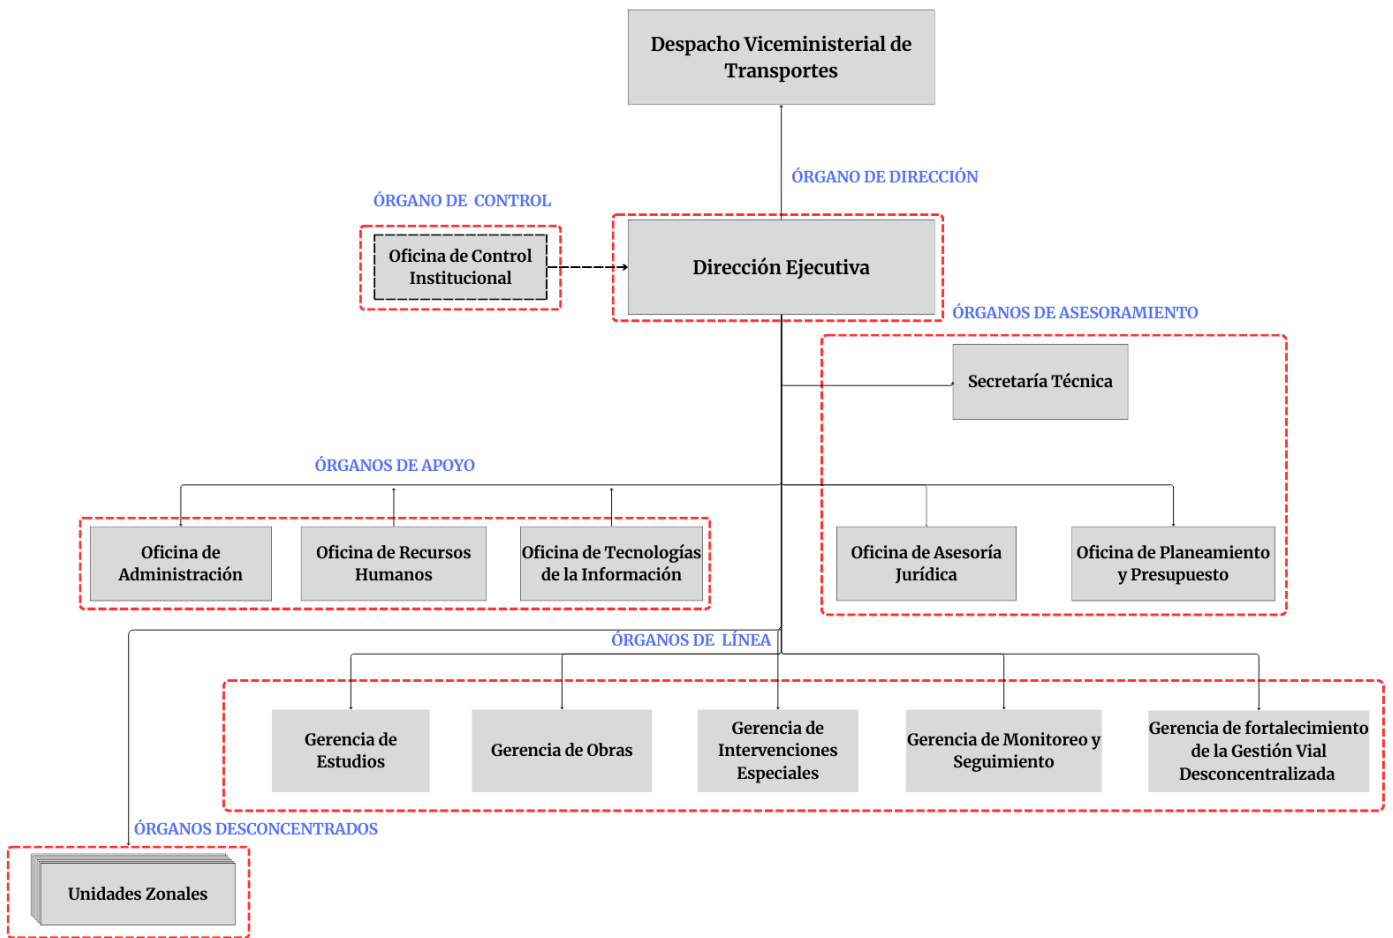 Despacho Viceministerial de
Transportes
ÓRGANO DE DIRECCIÓN
ÓRGANO DE CONTROL
Oficina de Control
Institucional
Dirección Ejecutiva
ÓRGANOS DE ASESORAMIENTO
Secretaría Técnica
ÓRGANOS DE APOYO
Oficina de
Administración
Oficina de Recursos
Humanos
Oficina de Tecnologías
de la Información
Oficina de Asesoría
Jurídica
Oficina de Planeamiento
y Presupuesto
ÓRGANOS DE LÍNEA
Gerencia de
Estudios
Gerencia de Obras
Gerencia de
Intervenciones
Especiales
Gerencia de Monitoreo y
Seguimiento
Gerencia de fortalecimiento
de la Gestión Vial
Desconcentralizada
ÓRGANOS DESCONCENTRADOS
Unidades Zonales